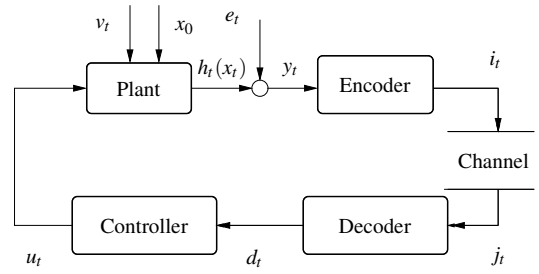 v_t
x_0
e_t
Plant
h_t(x_t)
y_t
Encoder
i_t
Channel
Controller
Decoder
u_t
d_t
j_t